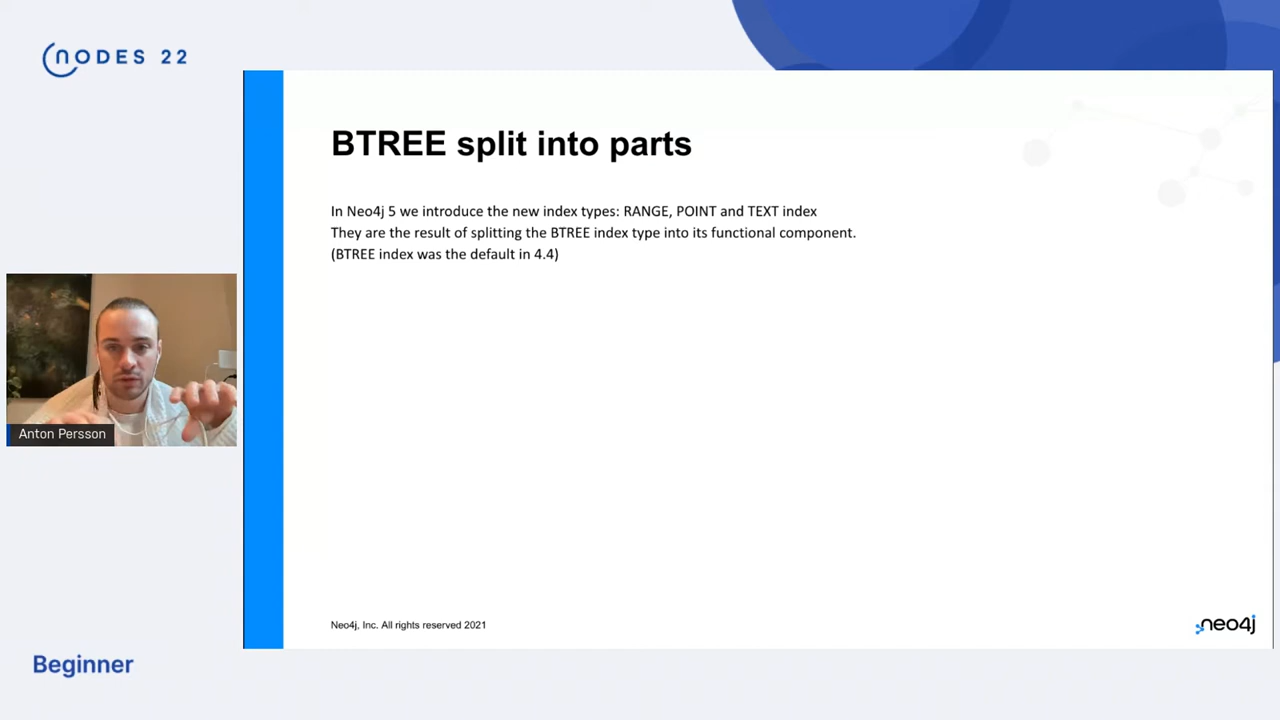 NODES 22
BTREE split into parts
In Neo4j 5 we introduce the new index types: RANGE, POINT and TEXT index
They are the result of splitting the BTREE index type into its functional component.
(BTREE index was the default in 4.4)
Anton Persson
Neo4j, Inc. All rights reserved 2021
neo4j
Beginner